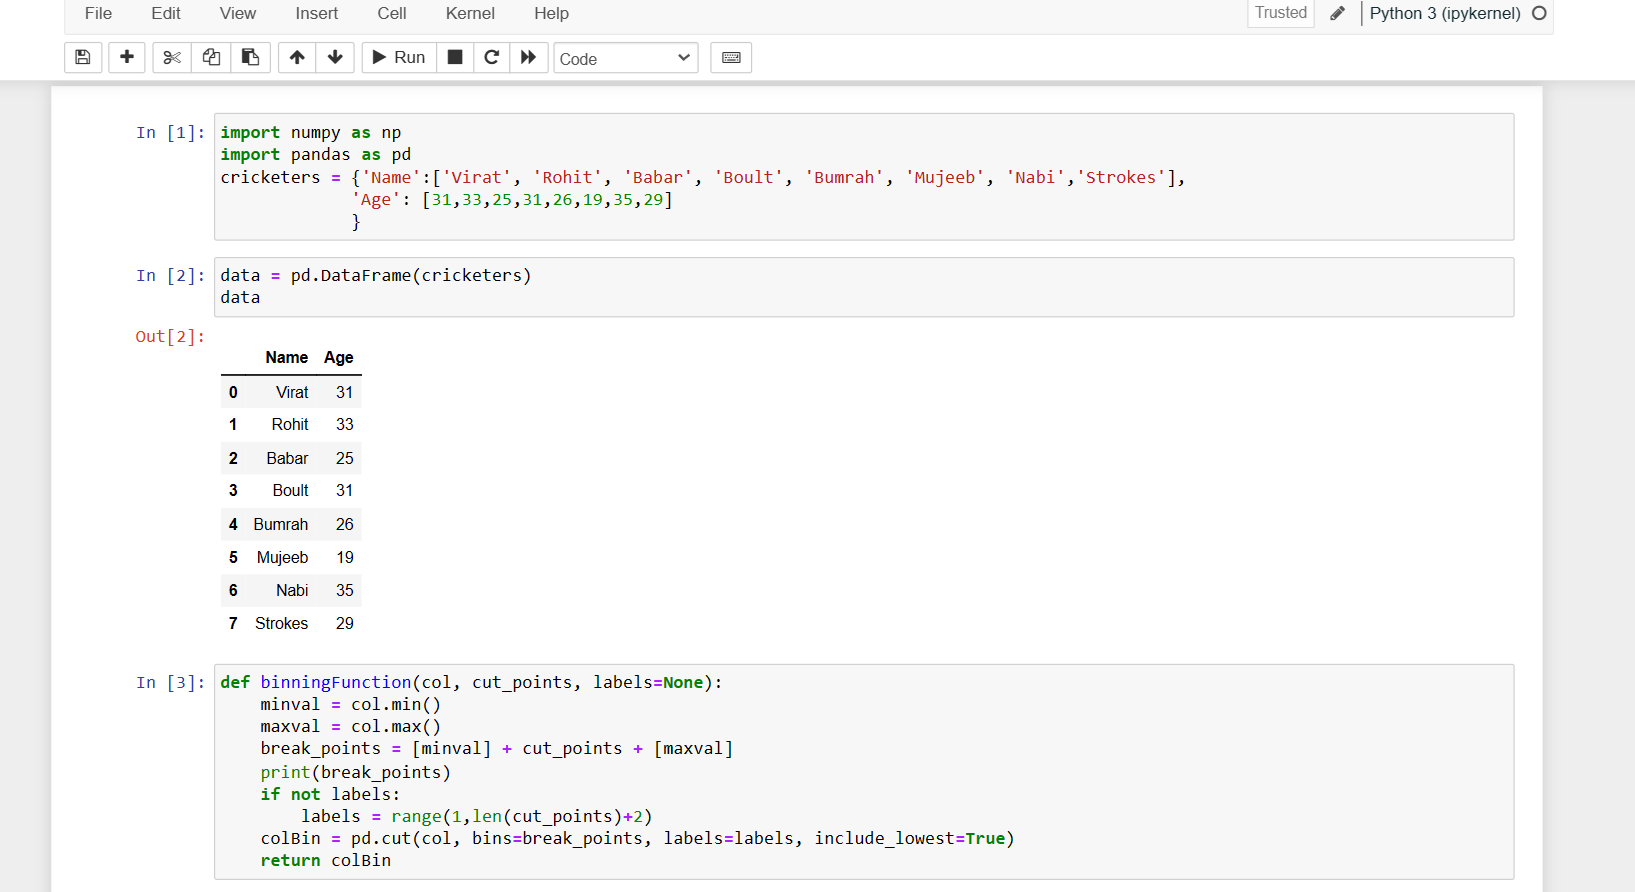 File Edit View Insert Cell Kernel Help Trusted Python 3 (ipykernel)
Run Code
In [1]: import numpy as np
import pandas as pd
cricketers = {'Name':['Virat', 'Rohit', 'Babar', 'Boult', 'Bumrah', 'Mujeeb', 'Nabi','Strokes'],
'Age': [31,33,25,31,26,19,35,29]
}
In [2]: data = pd.DataFrame(cricketers)
data
Out[2]:
Name Age
0 Virat 31
1 Rohit 33
2 Babar 25
3 Boult 31
4 Bumrah 26
5 Mujeeb 19
6 Nabi 35
7 Strokes 29
In [3]: def binningFunction(col, cut_points, labels=None):
minval = col.min()
maxval = col.max()
break_points = [minval] + cut_points + [maxval]
print(break_points)
if not labels:
labels = range(1,len(cut_points)+2)
colBin = pd.cut(col, bins=break_points, labels=labels, include_lowest=True)
return colBin